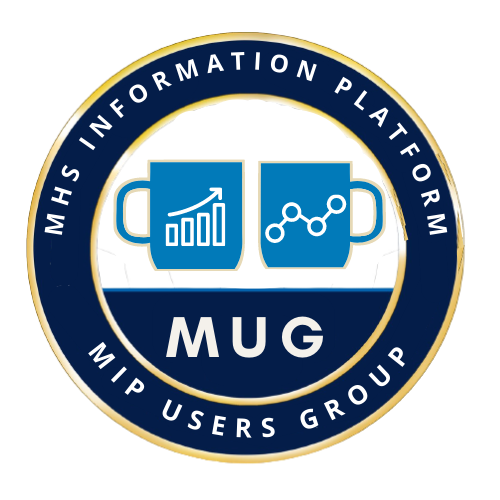 MHS INFORMATION PLATFORM
MUG
MIP USERS GROUP